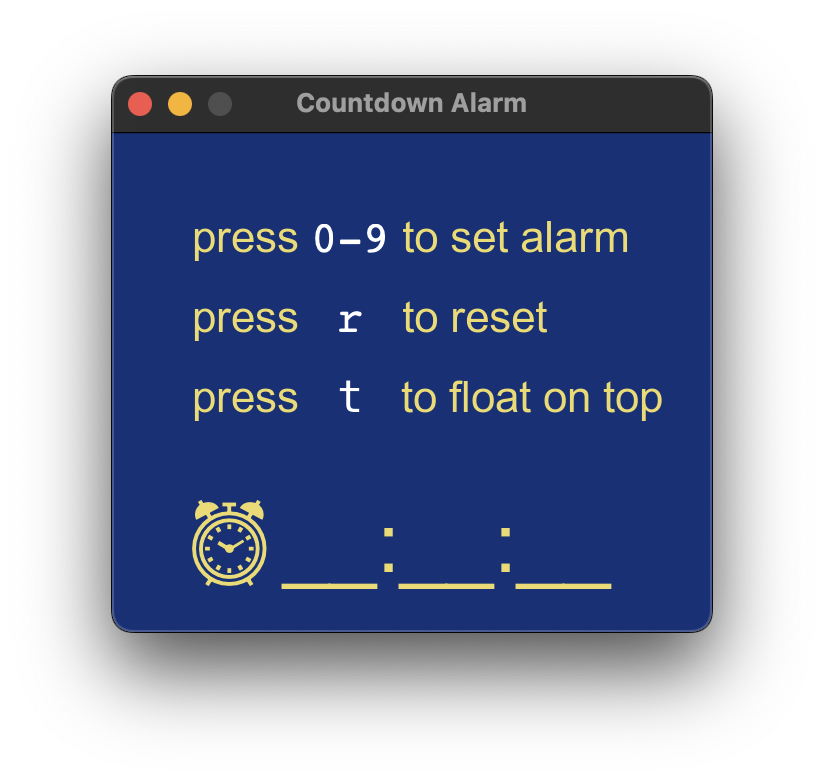 Countdown Alarm
press 0-9 to set alarm
press r to reset
press t to float on top
__:__:__